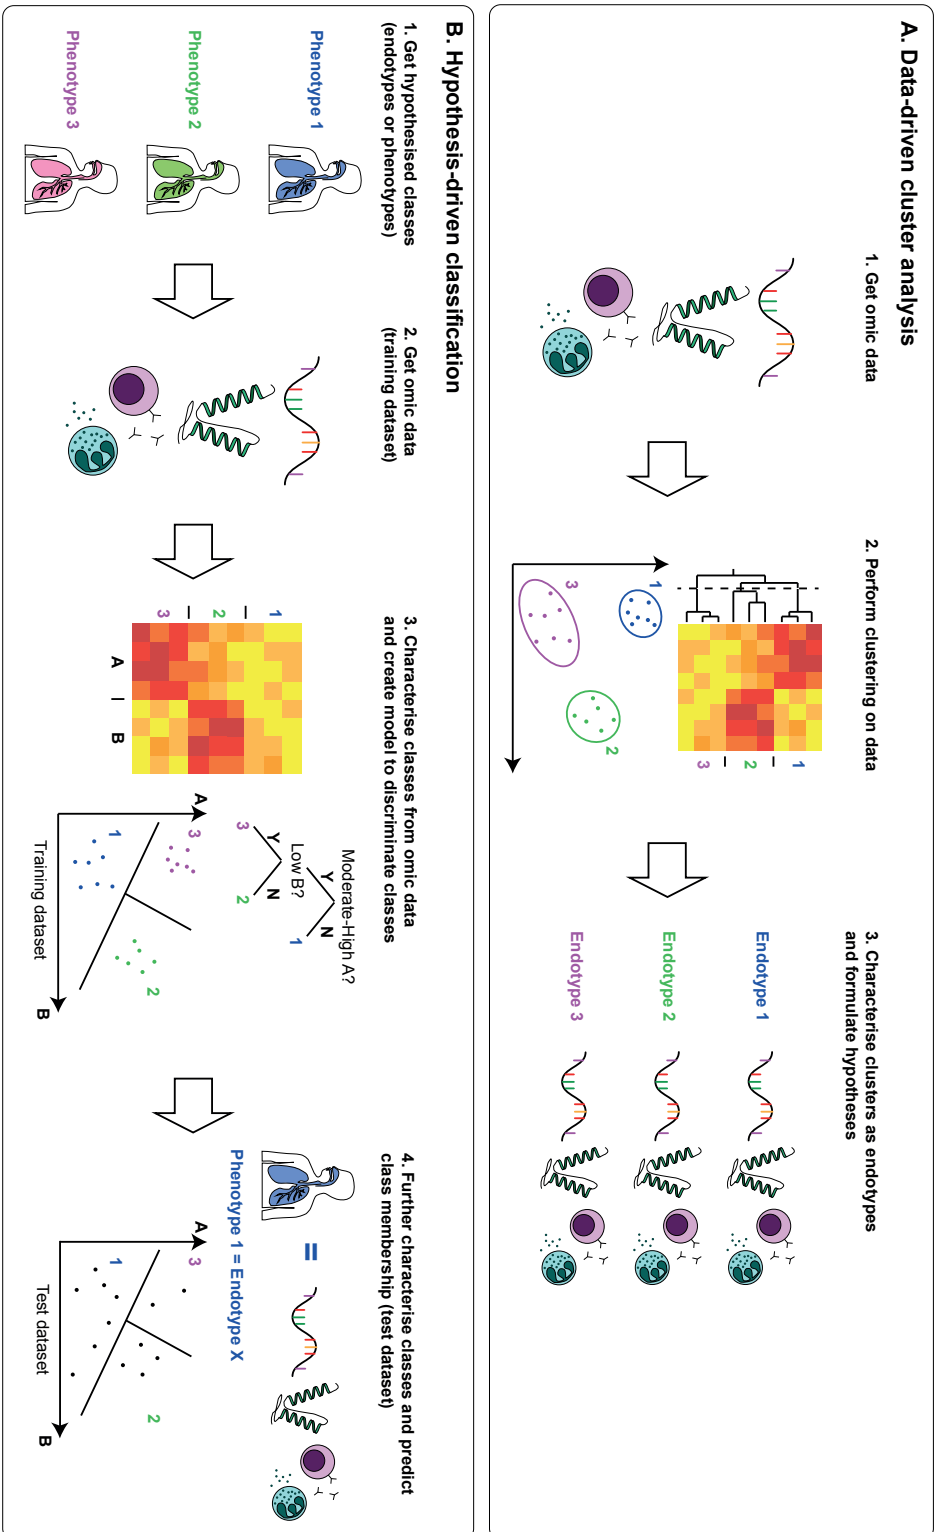 A. Data-driven cluster analysis
1. Get omic data
2. Perform clustering on data
1
2
3
1
2
3
3. Characterise clusters as endotypes
and formulate hypotheses
Endotype 1
Endotype 2
Endotype 3
B. Hypothesis-driven classification
1. Get hypothesised classes
(endotypes or phenotypes)
Phenotype 1
Phenotype 2
Phenotype 3
2. Get omic data
(training dataset)
3. Characterise classes from omic data
and create model to discriminate classes
1
2
3
A
B
Moderate-High A?
Y
N
Low B?
1
Y
N
3
2
A
3
1
2
B
Training dataset
4. Further characterise classes and predict
class membership (test dataset)
=
Phenotype 1 = Endotype X
A
3
1
2
B
Test dataset